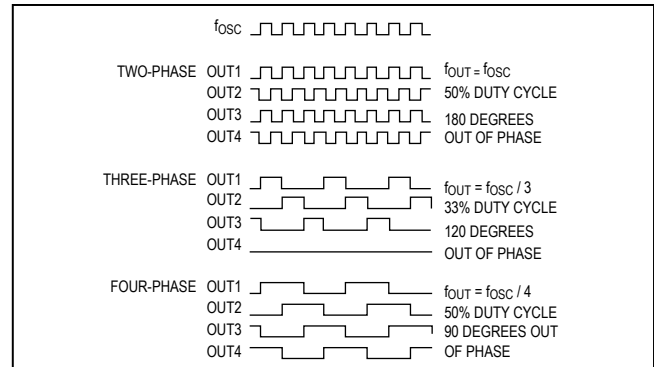 fOSC
TWO-PHASE OUT1 fOUT = fOSC
OUT2 50% DUTY CYCLE
OUT3 180 DEGREES
OUT4 OUT OF PHASE
THREE-PHASE OUT1 fOUT = fOSC / 3
OUT2 33% DUTY CYCLE
OUT3 120 DEGREES
OUT4 OUT OF PHASE
FOUR-PHASE OUT1 fOUT = fOSC / 4
OUT2 50% DUTY CYCLE
OUT3 90 DEGREES OUT
OUT4 OF PHASE